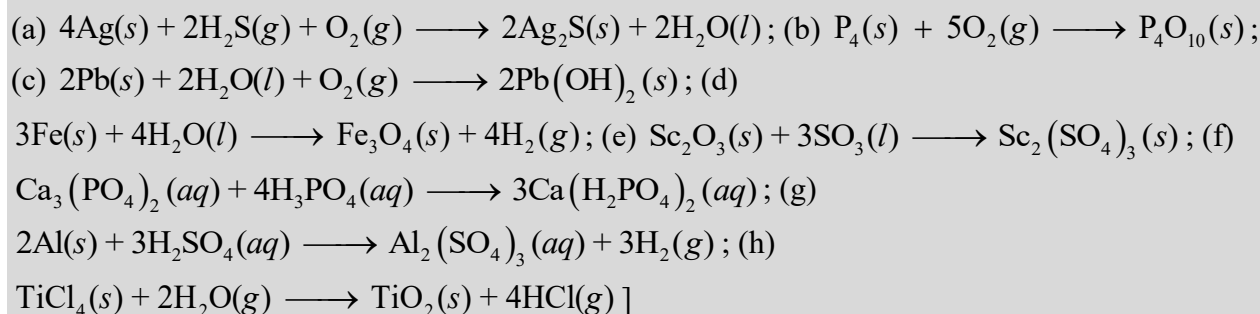 (a) 4Ag(s) + 2H₂S(g) + O₂(g) ⟶ 2Ag₂S(s) + 2H₂O(l); (b) P₄(s) + 5O₂(g) ⟶ P₄O₁₀(s);
(c) 2Pb(s) + 2H₂O(l) + O₂(g) ⟶ 2Pb(OH)₂(s); (d)
3Fe(s) + 4H₂O(l) ⟶ Fe₃O₄(s) + 4H₂(g); (e) Sc₂O₃(s) + 3SO₃(l) ⟶ Sc₂(SO₄)₃(s); (f)
Ca₃(PO₄)₂(aq) + 4H₃PO₄(aq) ⟶ 3Ca(H₂PO₄)₂(aq); (g)
2Al(s) + 3H₂SO₄(aq) ⟶ Al₂(SO₄)₃(aq) + 3H₂(g); (h)
TiCl₄(s) + 2H₂O(g) ⟶ TiO₂(s) + 4HCl(g) ]